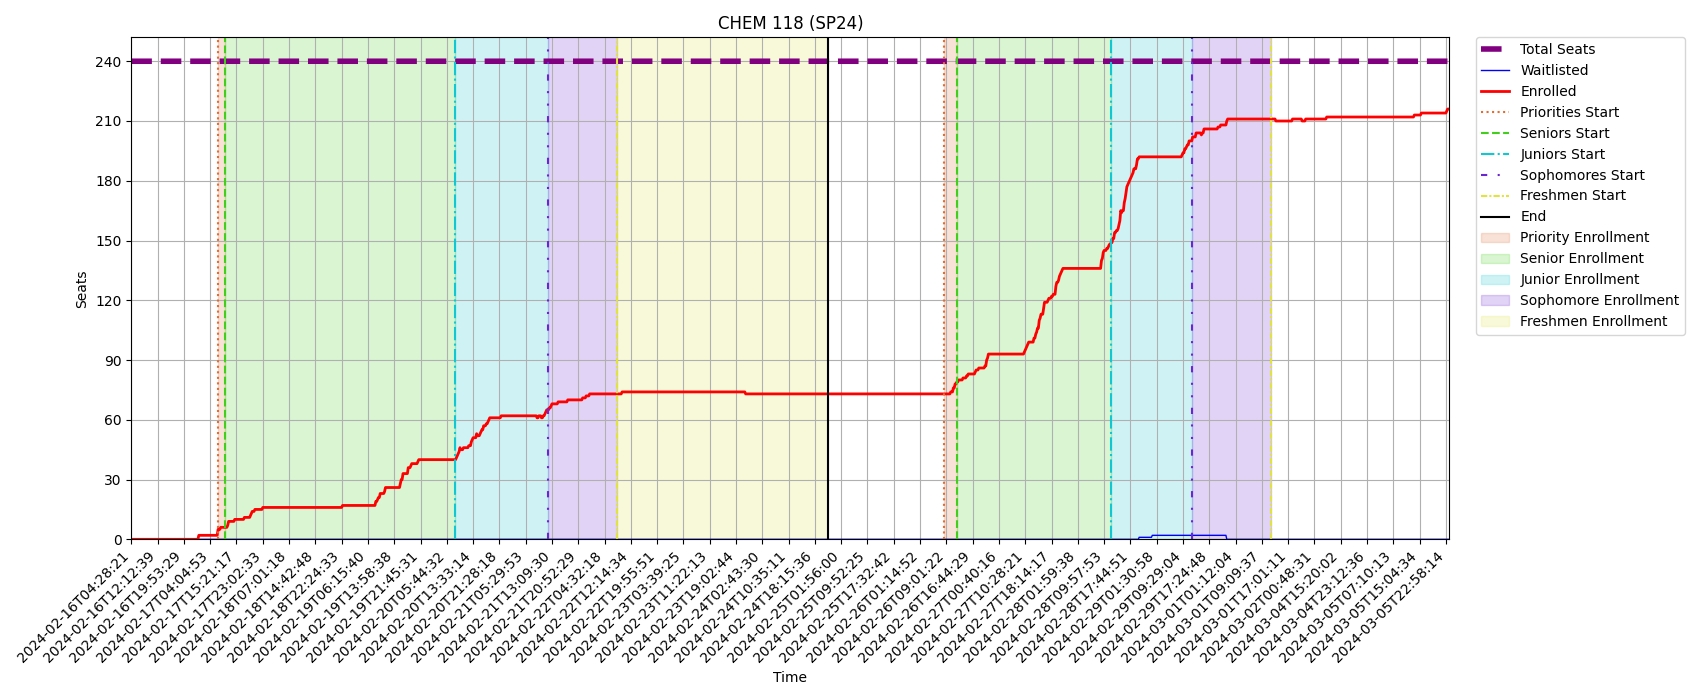 CHEM 118 (SP24)
Seats
240
210
180
150
120
90
60
30
0
2024-02-16T04:28:21
2024-02-16T12:12:39
2024-02-16T19:53:29
2024-02-17T04:04:53
2024-02-17T15:21:17
2024-02-17T23:02:33
2024-02-18T07:01:18
2024-02-18T14:42:48
2024-02-18T22:24:33
2024-02-19T06:15:40
2024-02-19T13:58:38
2024-02-19T21:45:31
2024-02-20T05:44:32
2024-02-20T13:33:14
2024-02-20T21:28:18
2024-02-21T05:29:53
2024-02-21T13:09:30
2024-02-21T20:52:29
2024-02-22T04:32:18
2024-02-22T12:14:34
2024-02-22T19:55:51
2024-02-23T03:39:25
2024-02-23T11:22:13
2024-02-23T19:02:44
2024-02-24T02:43:30
2024-02-24T10:35:11
2024-02-24T18:15:36
2024-02-25T01:56:00
2024-02-25T09:52:25
2024-02-25T17:32:42
2024-02-26T01:14:52
2024-02-26T09:01:22
2024-02-26T16:44:29
2024-02-27T00:40:16
2024-02-27T10:28:21
2024-02-27T18:14:17
2024-02-28T01:59:38
2024-02-28T09:57:53
2024-02-28T17:44:51
2024-02-29T01:30:58
2024-02-29T09:29:04
2024-02-29T17:24:48
2024-03-01T01:12:04
2024-03-01T09:09:37
2024-03-01T17:01:11
2024-03-02T00:48:31
2024-03-04T15:20:02
2024-03-04T23:12:36
2024-03-05T07:10:13
2024-03-05T15:04:34
2024-03-05T22:58:14
Time
Total Seats
Waitlisted
Enrolled
Priorities Start
Seniors Start
Juniors Start
Sophomores Start
Freshmen Start
End
Priority Enrollment
Senior Enrollment
Junior Enrollment
Sophomore Enrollment
Freshmen Enrollment